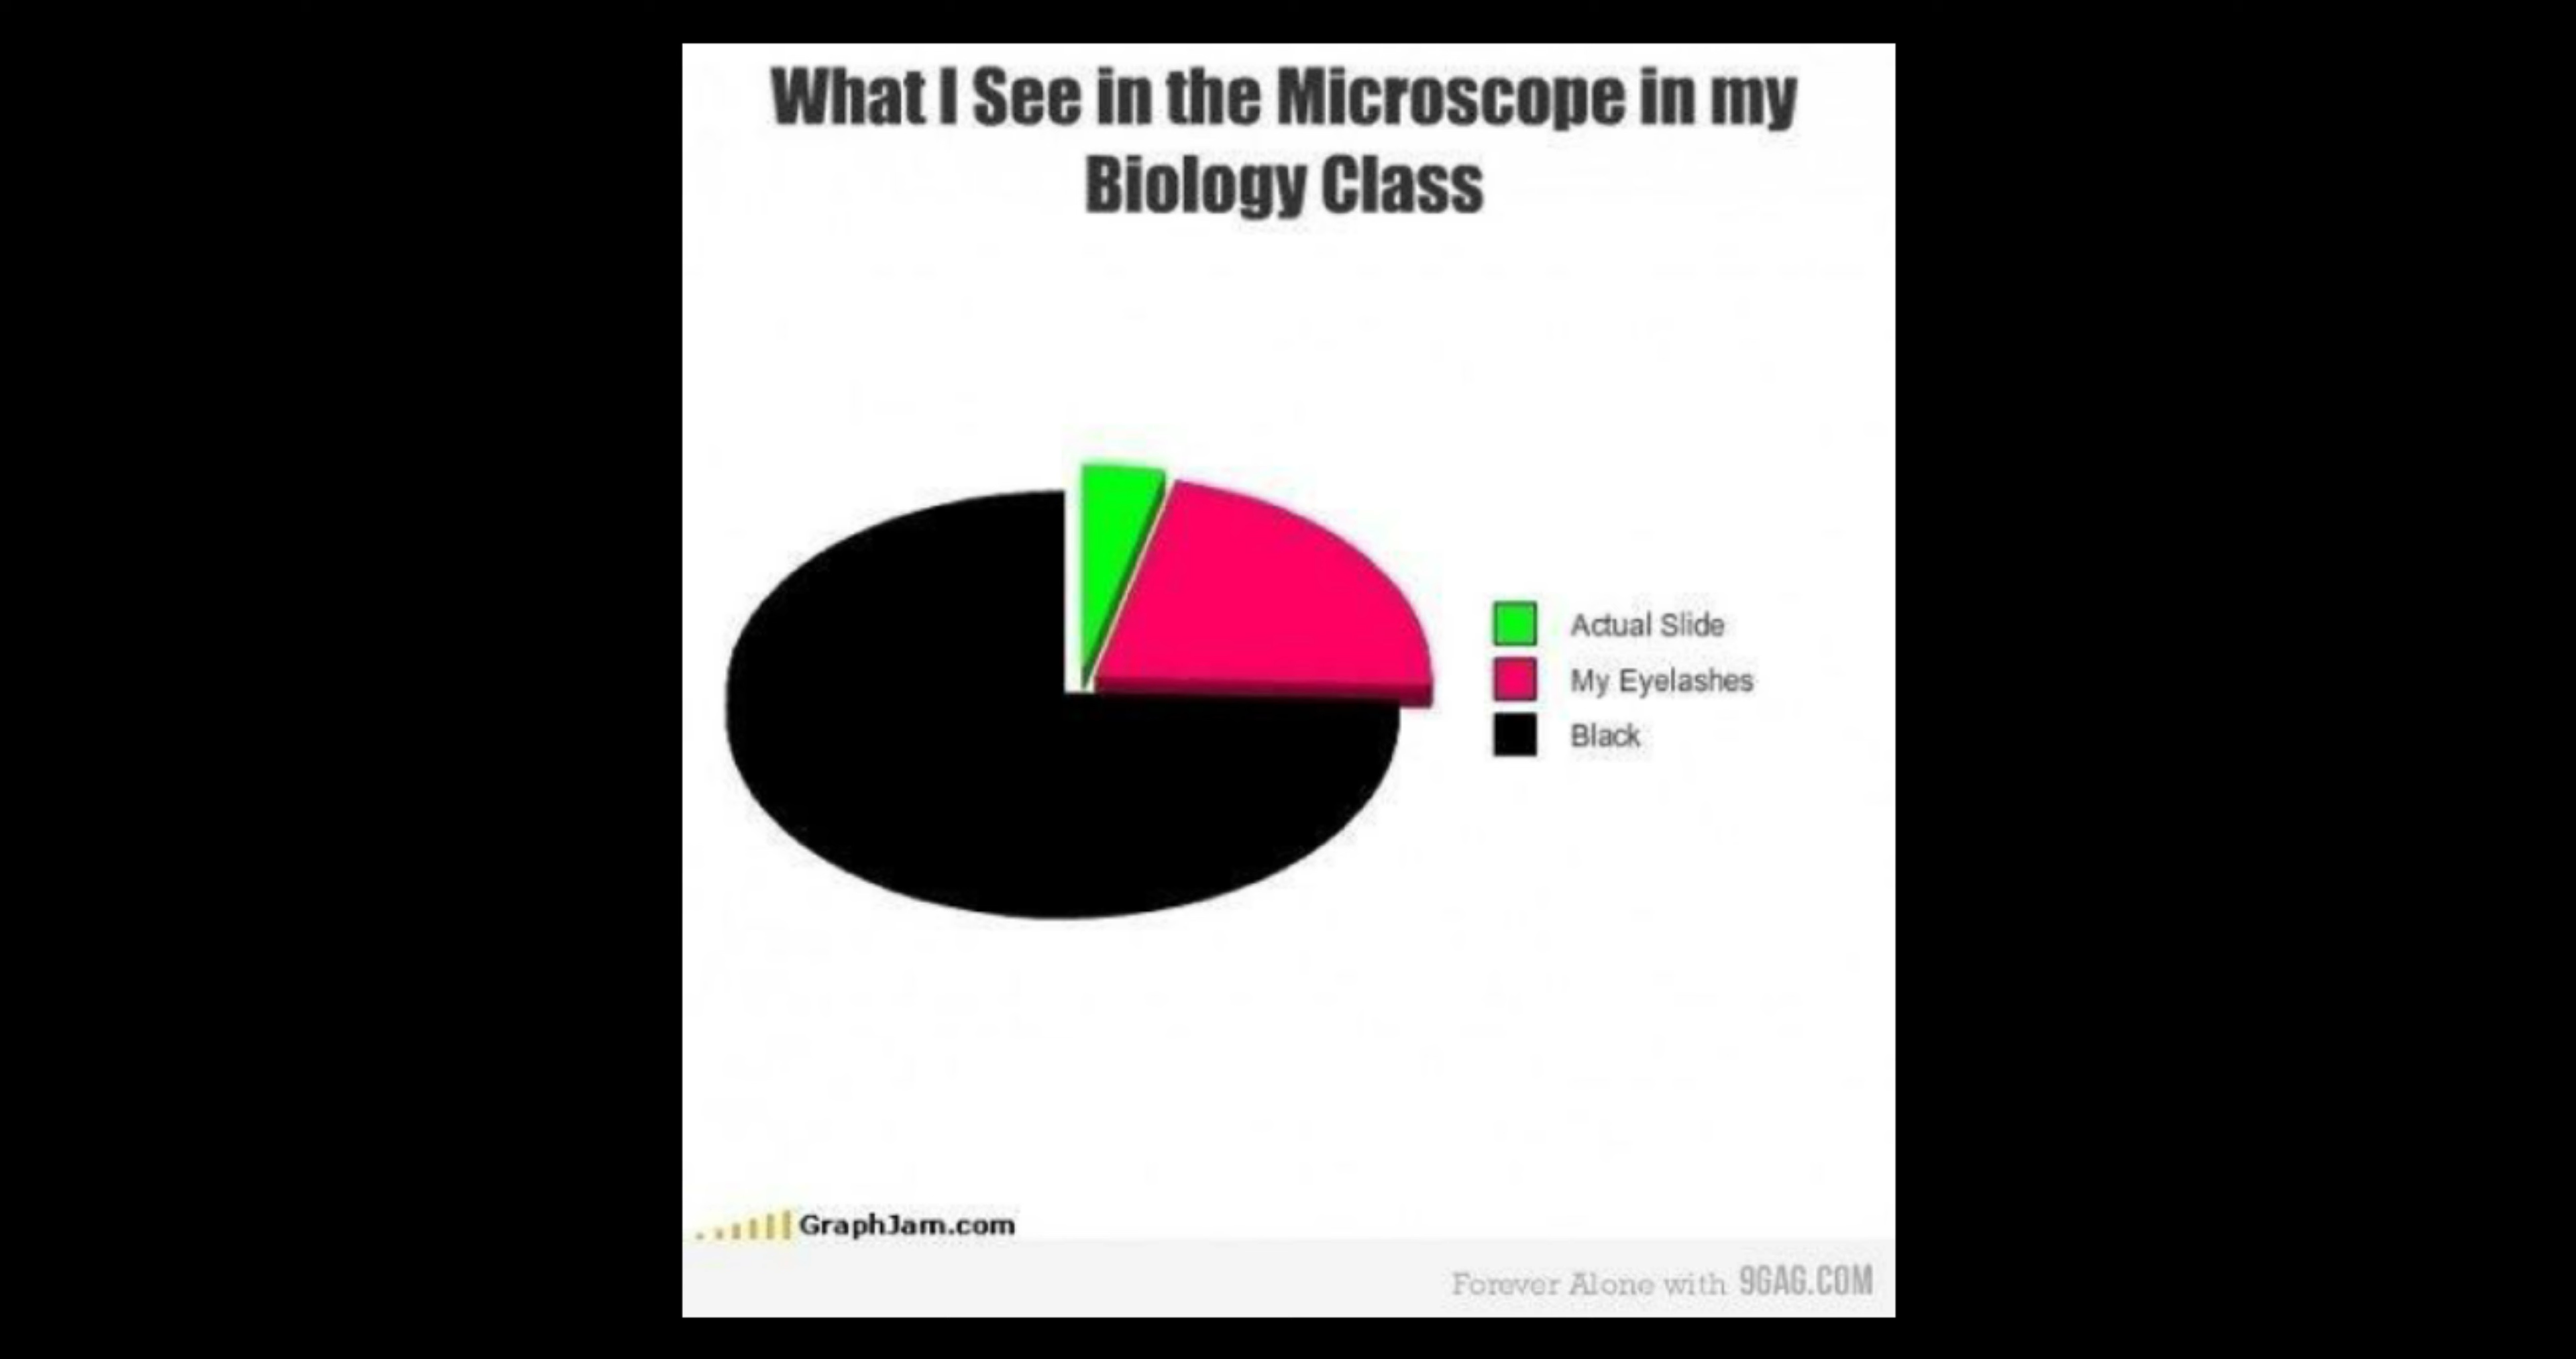 What I See in the Microscope in my
Biology Class
Actual Slide
My Eyelashes
Black
GraphJam.com
Forever Alone with 9GAG.COM